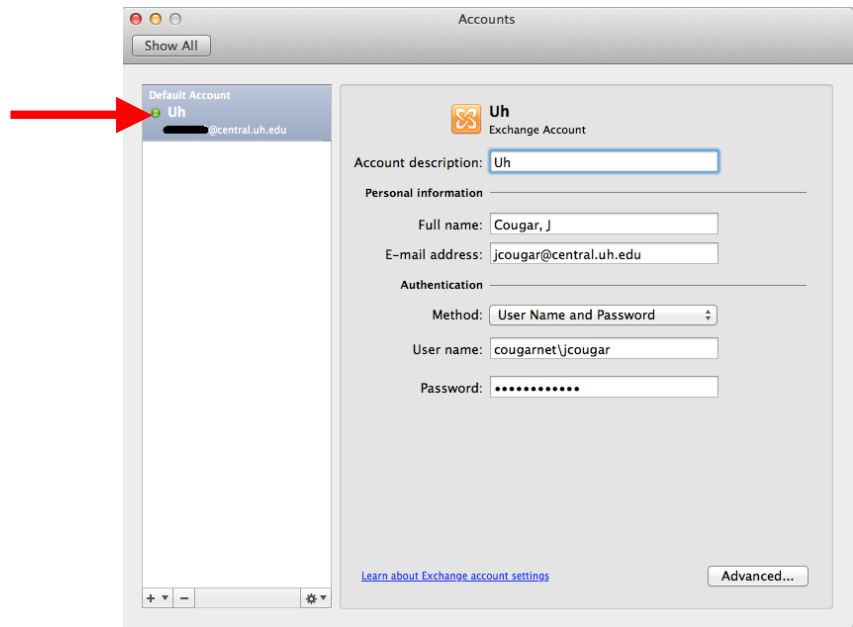 Accounts
Show All
Default Account
Uh
@central.uh.edu
Uh
Exchange Account
Account description: Uh
Personal information
Full name: Cougar, J
E-mail address: jcougar@central.uh.edu
Authentication
Method: User Name and Password
User name: cougarnet\jcougar
Password: ••••••••••••
Learn about Exchange account settings
Advanced...